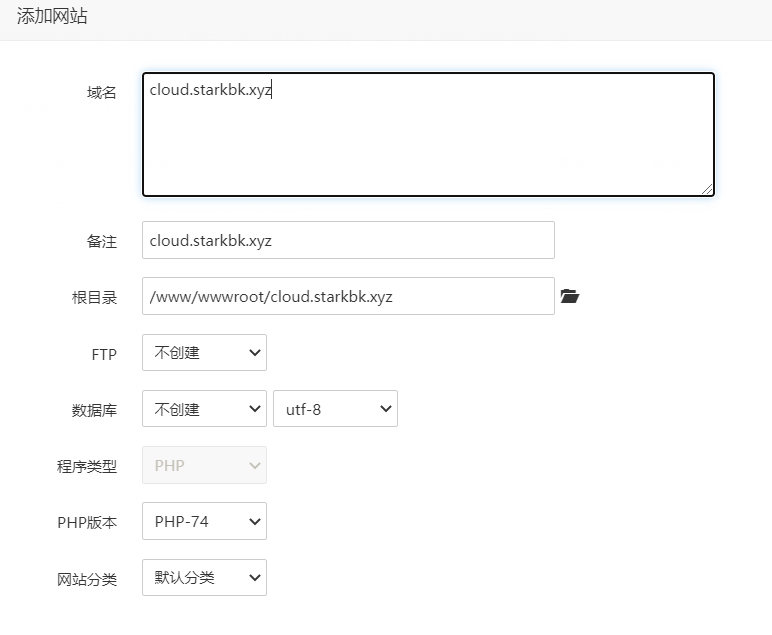 添加网站
域名 cloud.starkbk.xyz
备注 cloud.starkbk.xyz
根目录 /www/wwwroot/cloud.starkbk.xyz
FTP 不创建
数据库 不创建 utf-8
程序类型 PHP
PHP版本 PHP-74
网站分类 默认分类